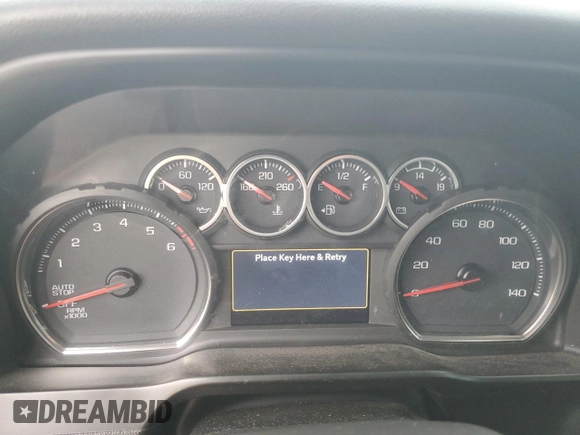 0 60 120
160 210 260
E 1/2 F
9 14 19
1 2 3 4 5 6
AUTO
STOP
OFF
RPM
x1000
Place Key Here & Retry
20 40 60 80 100 120 140
DREAMBID